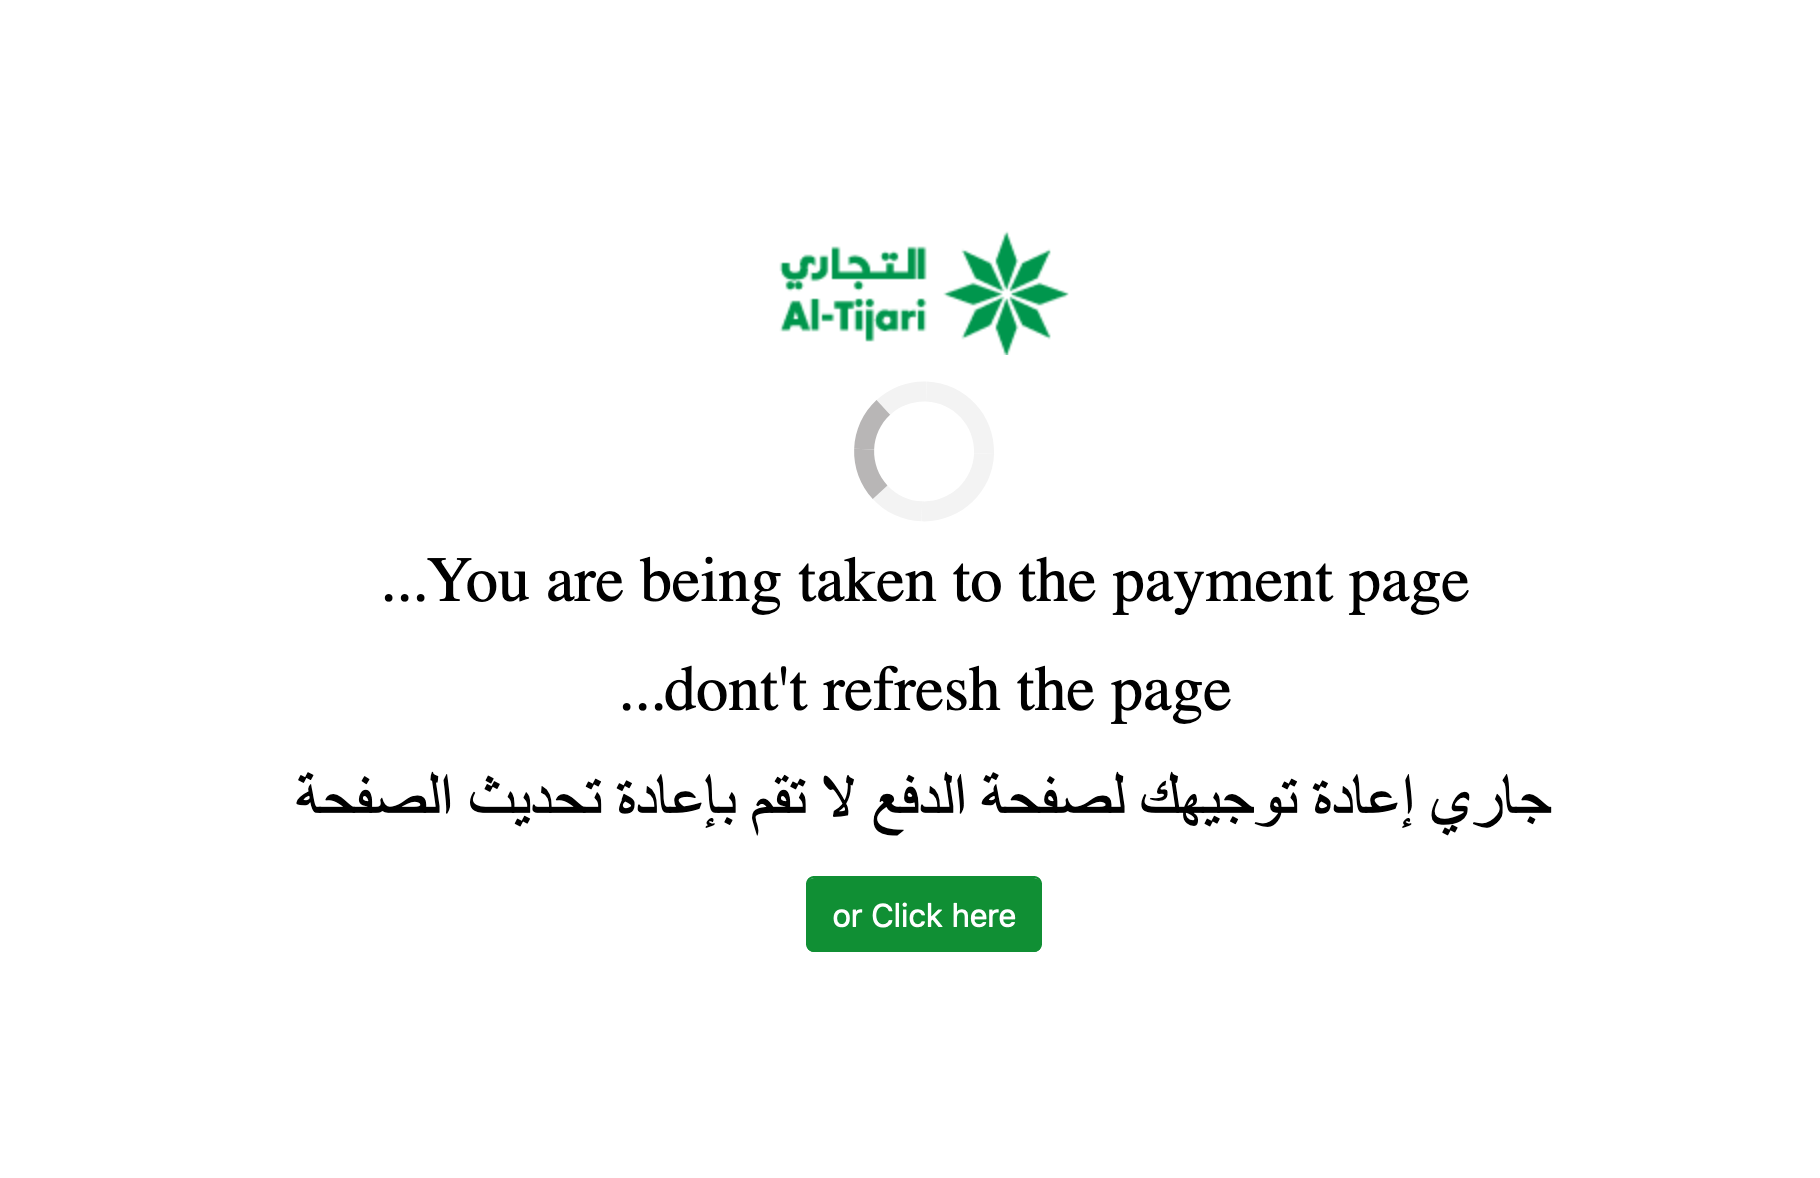 التجاري
Al-Tijari
...You are being taken to the payment page
...dont't refresh the page
جاري إعادة توجيهك لصفحة الدفع لا تقم بإعادة تحديث الصفحة
or Click here